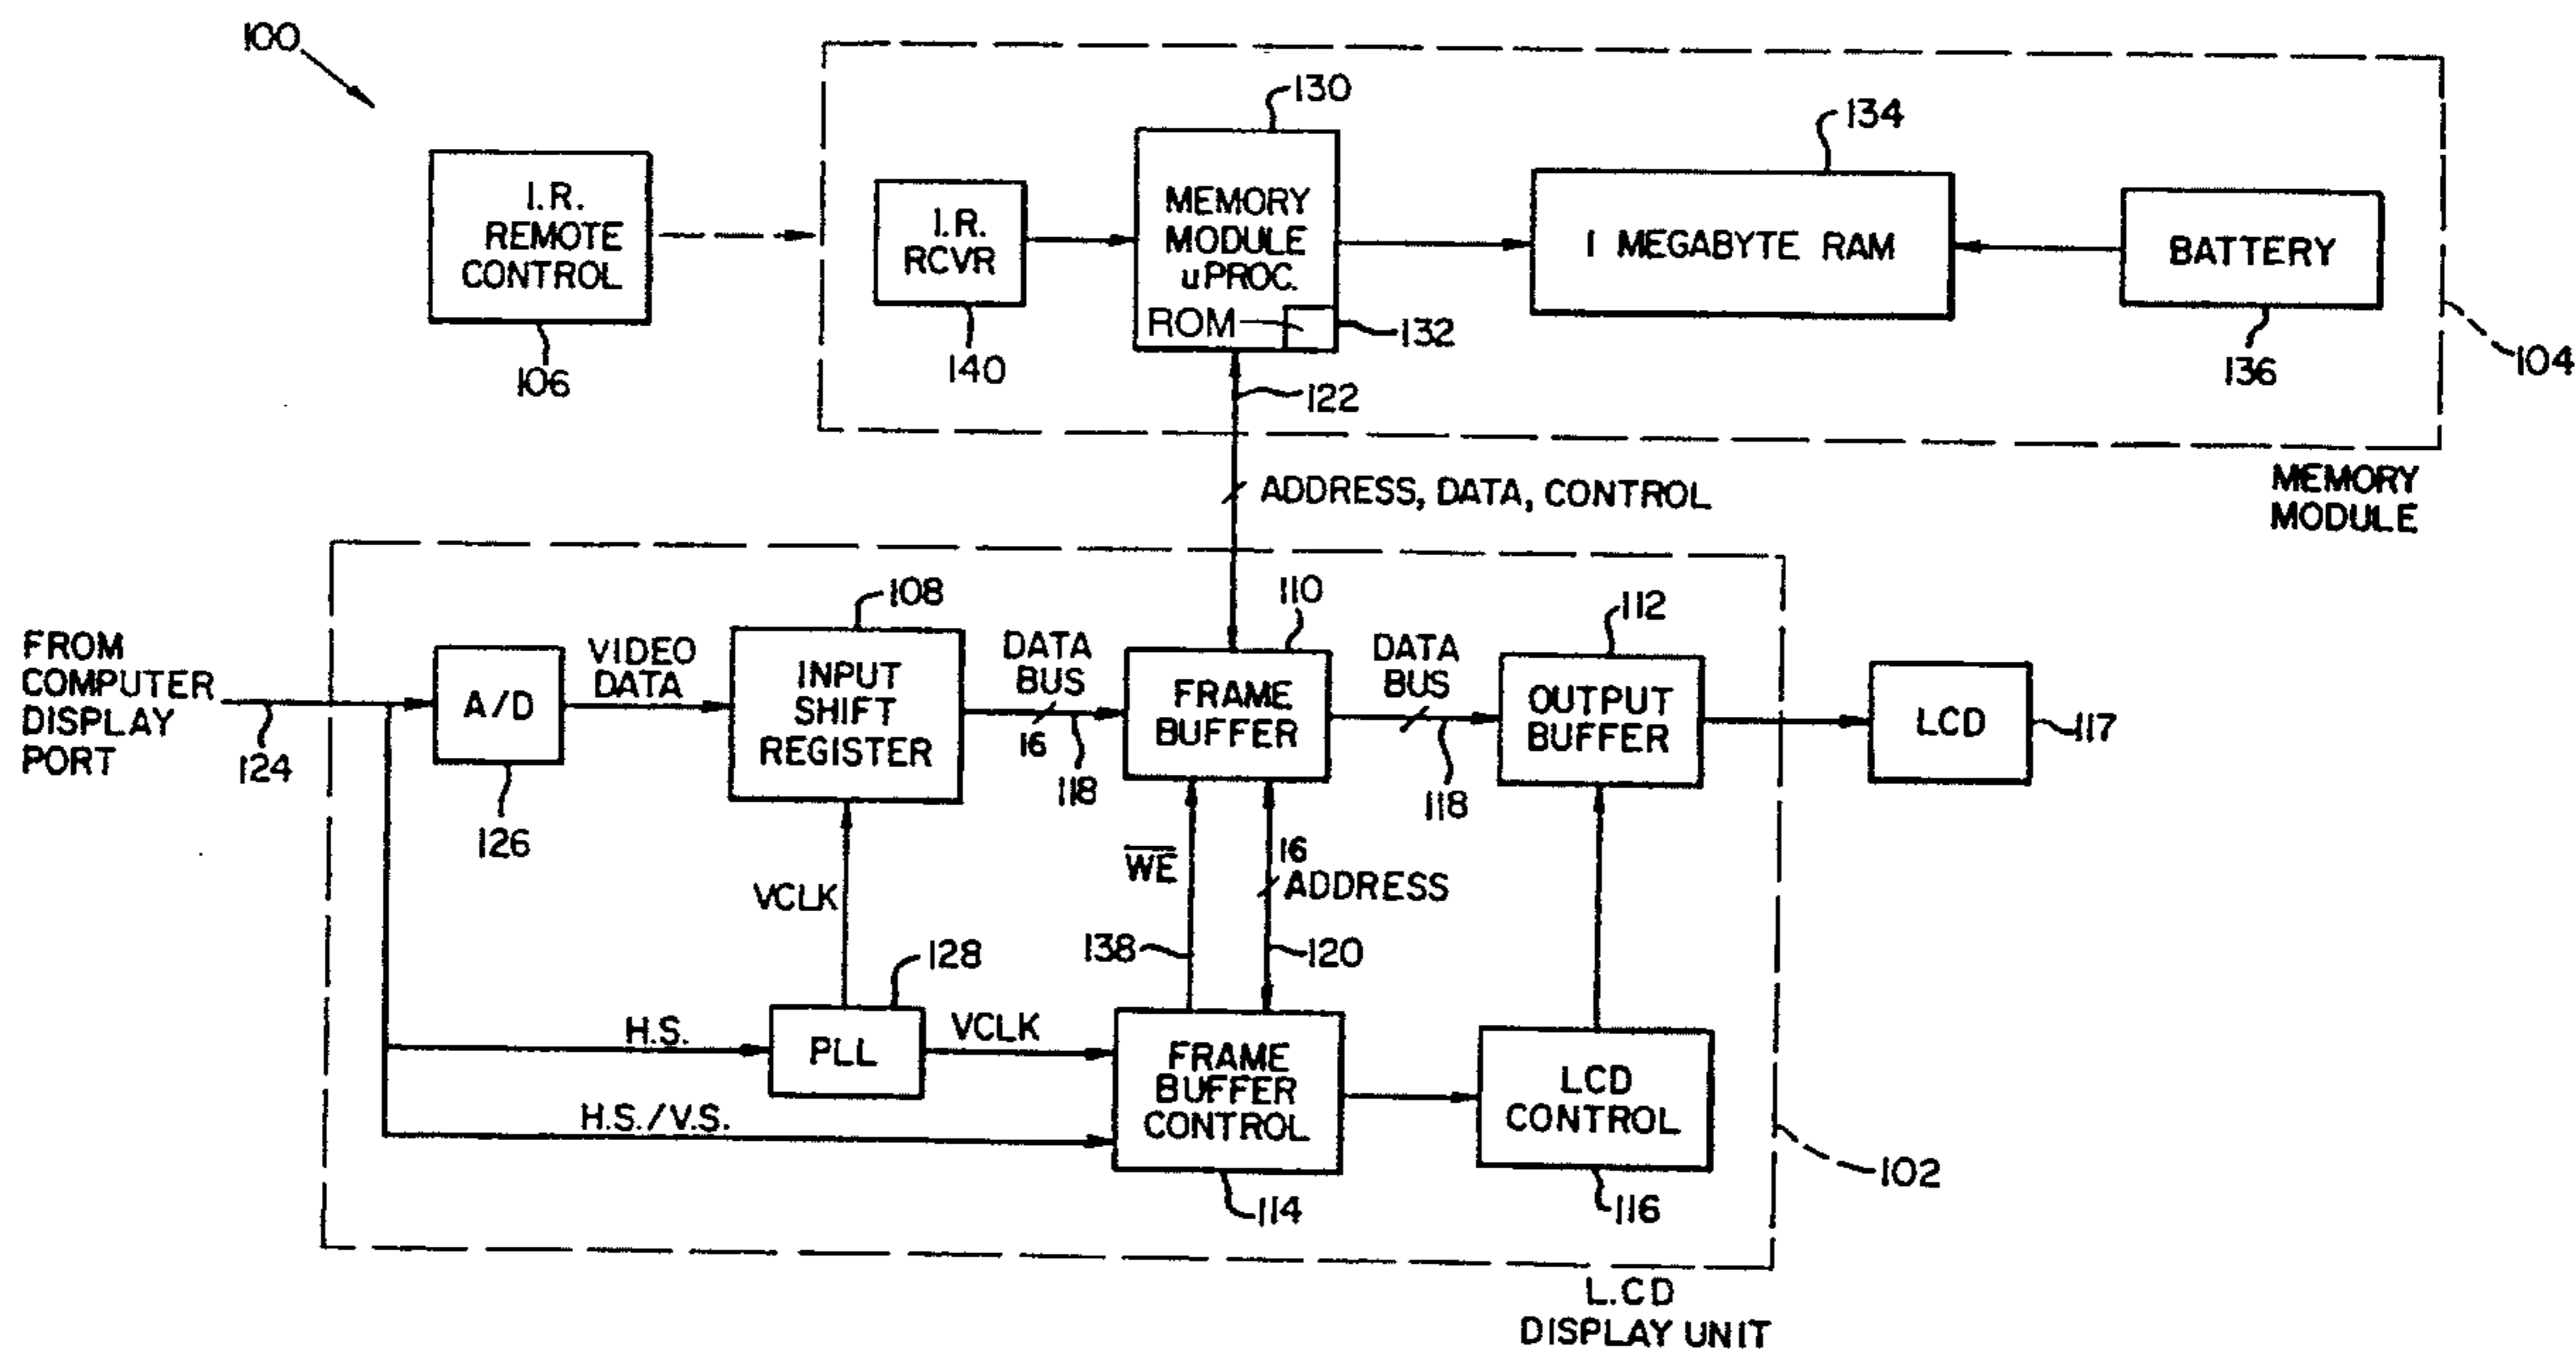 100
130
134
I.R.
REMOTE
CONTROL
106
I.R.
RCVR
140
MEMORY
MODULE
uPROC.
ROM
132
1 MEGABYTE RAM
BATTERY
136
104
122
MEMORY
MODULE
ADDRESS, DATA, CONTROL
FROM
COMPUTER
DISPLAY
PORT
124
A/D
126
VIDEO
DATA
108
INPUT
SHIFT
REGISTER
DATA
BUS
16
118
110
FRAME
BUFFER
DATA
BUS
118
112
OUTPUT
BUFFER
LCD
117
VCLK
W̅E̅
16
ADDRESS
138
120
128
H.S.
PLL
VCLK
H.S./V.S.
FRAME
BUFFER
CONTROL
114
LCD
CONTROL
116
102
L.CD
DISPLAY UNIT